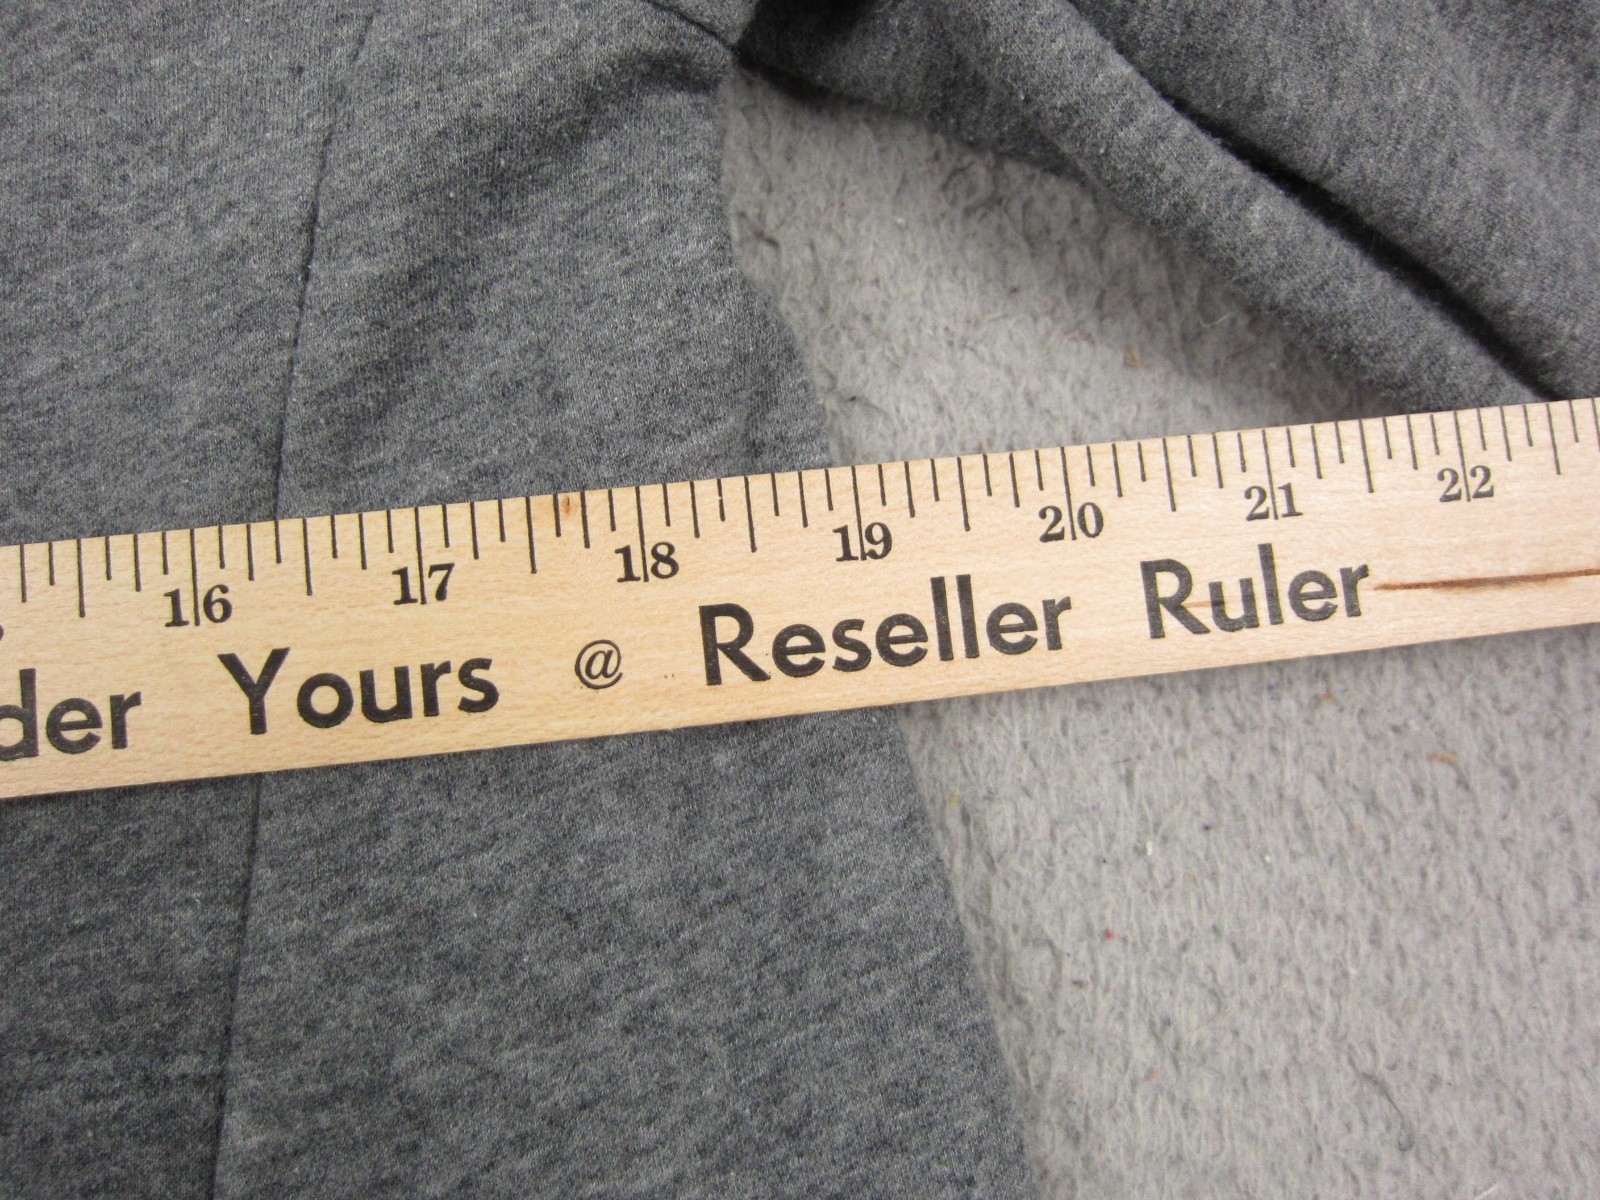 16 17 18 19 20 21 22
der Yours @ Reseller Ruler